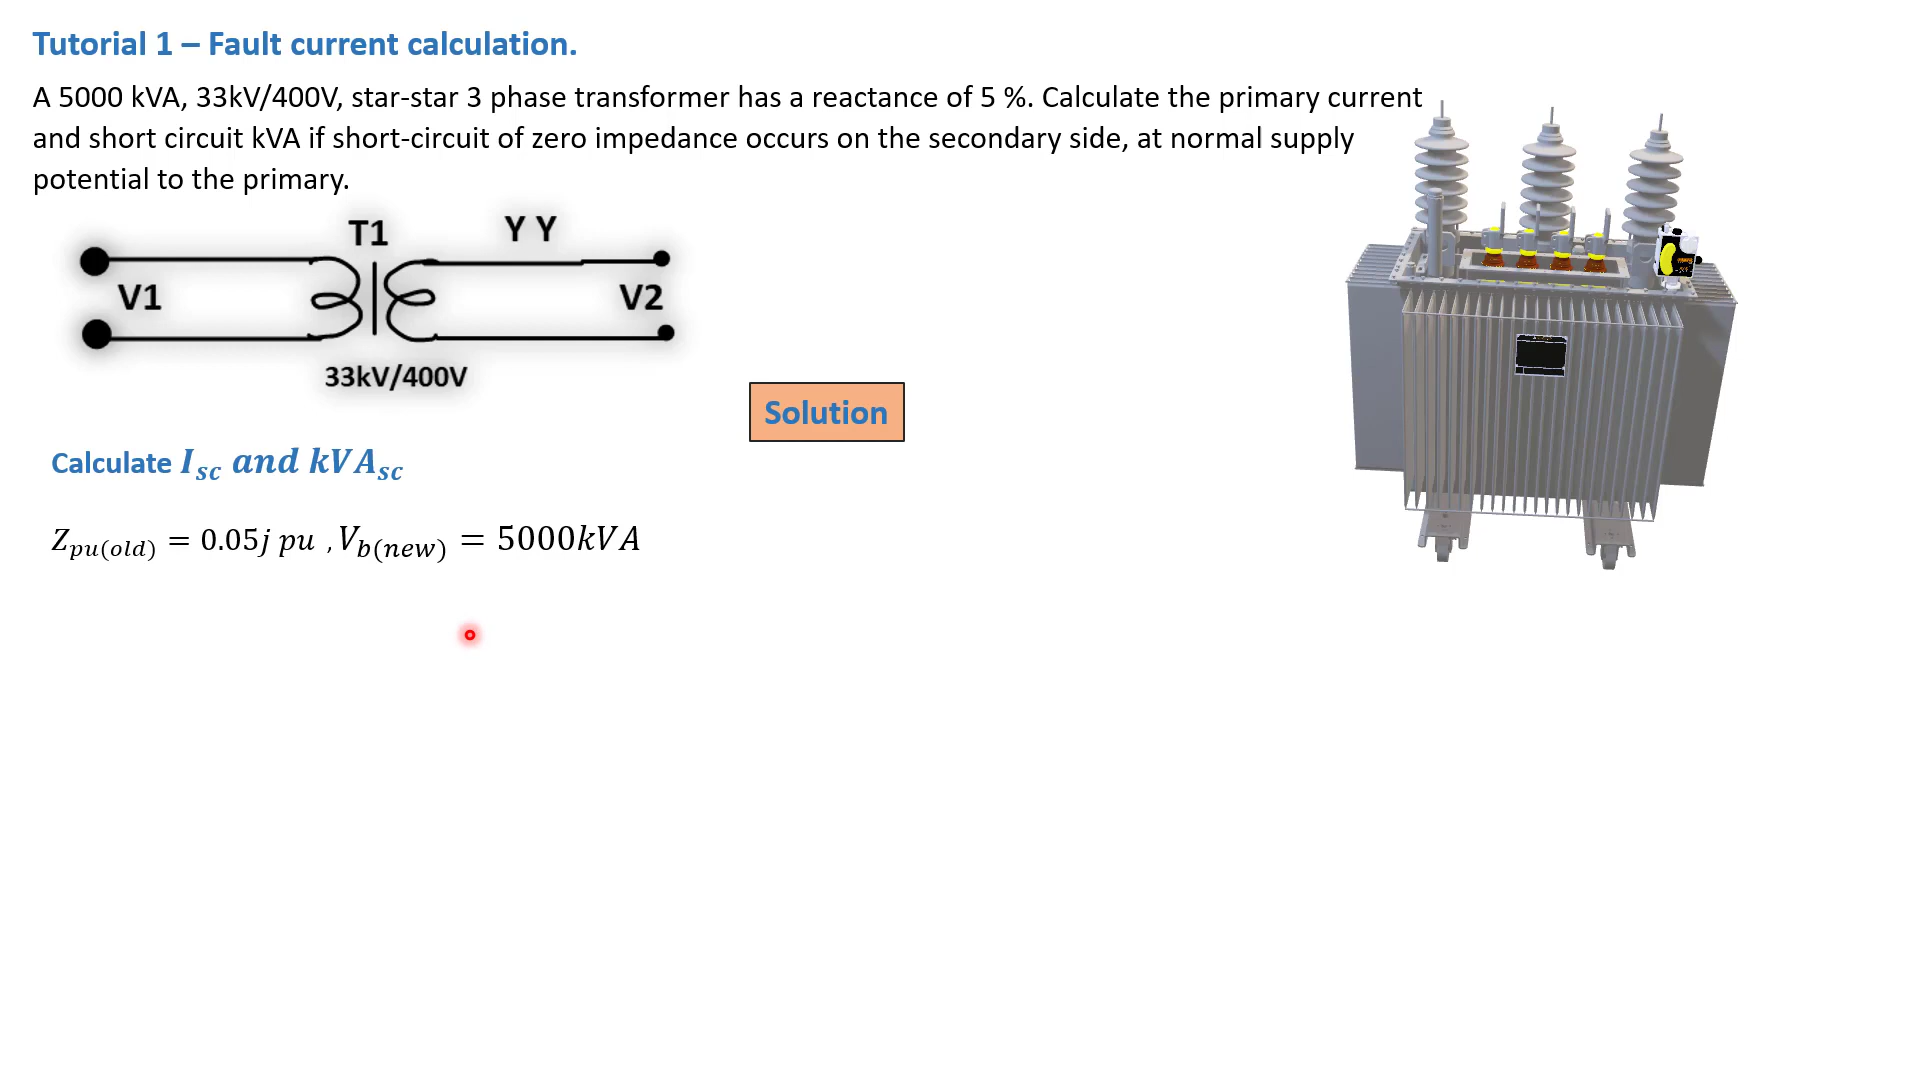 Tutorial 1 – Fault current calculation.
A 5000 kVA, 33kV/400V, star-star 3 phase transformer has a reactance of 5 %. Calculate the primary current
and short circuit kVA if short-circuit of zero impedance occurs on the secondary side, at normal supply
potential to the primary.
T1 Y Y
V1 V2
33kV/400V
Solution
Calculate I_sc and kVA_sc
Z_pu(old) = 0.05j pu , V_b(new) = 5000kVA